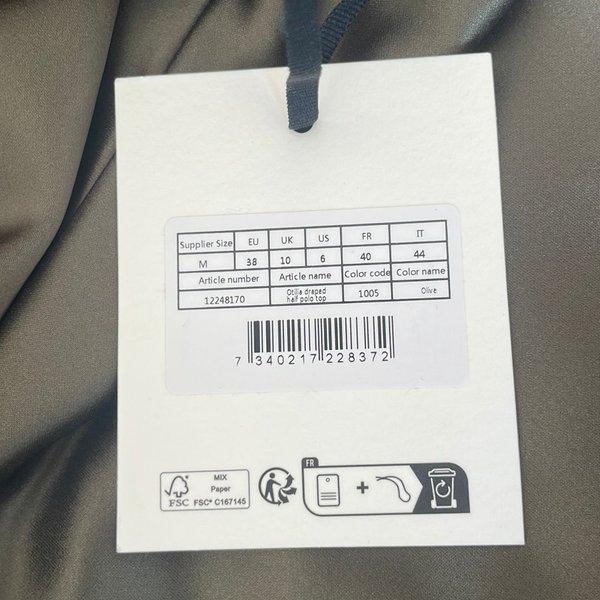 Supplier Size EU UK US FR IT
M 38 10 6 40 44
Article number Article name Color code Color name
12248170 Otilia draped half polo top 1005 Olive
7 340217 228372
FR
MIX
Paper
FSC FSC® C167145